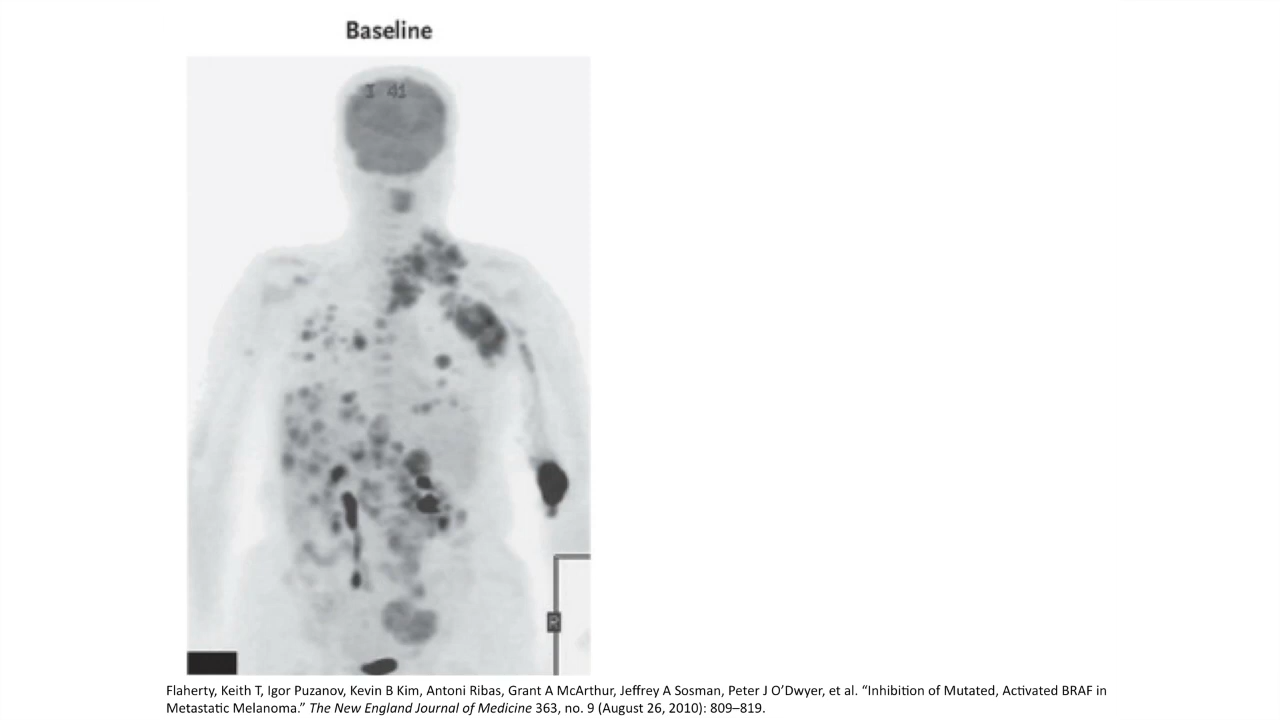 Baseline
I 41
R
Flaherty, Keith T, Igor Puzanov, Kevin B Kim, Antoni Ribas, Grant A McArthur, Jeffrey A Sosman, Peter J O’Dwyer, et al. “Inhibition of Mutated, Activated BRAF in
Metastatic Melanoma.” The New England Journal of Medicine 363, no. 9 (August 26, 2010): 809–819.